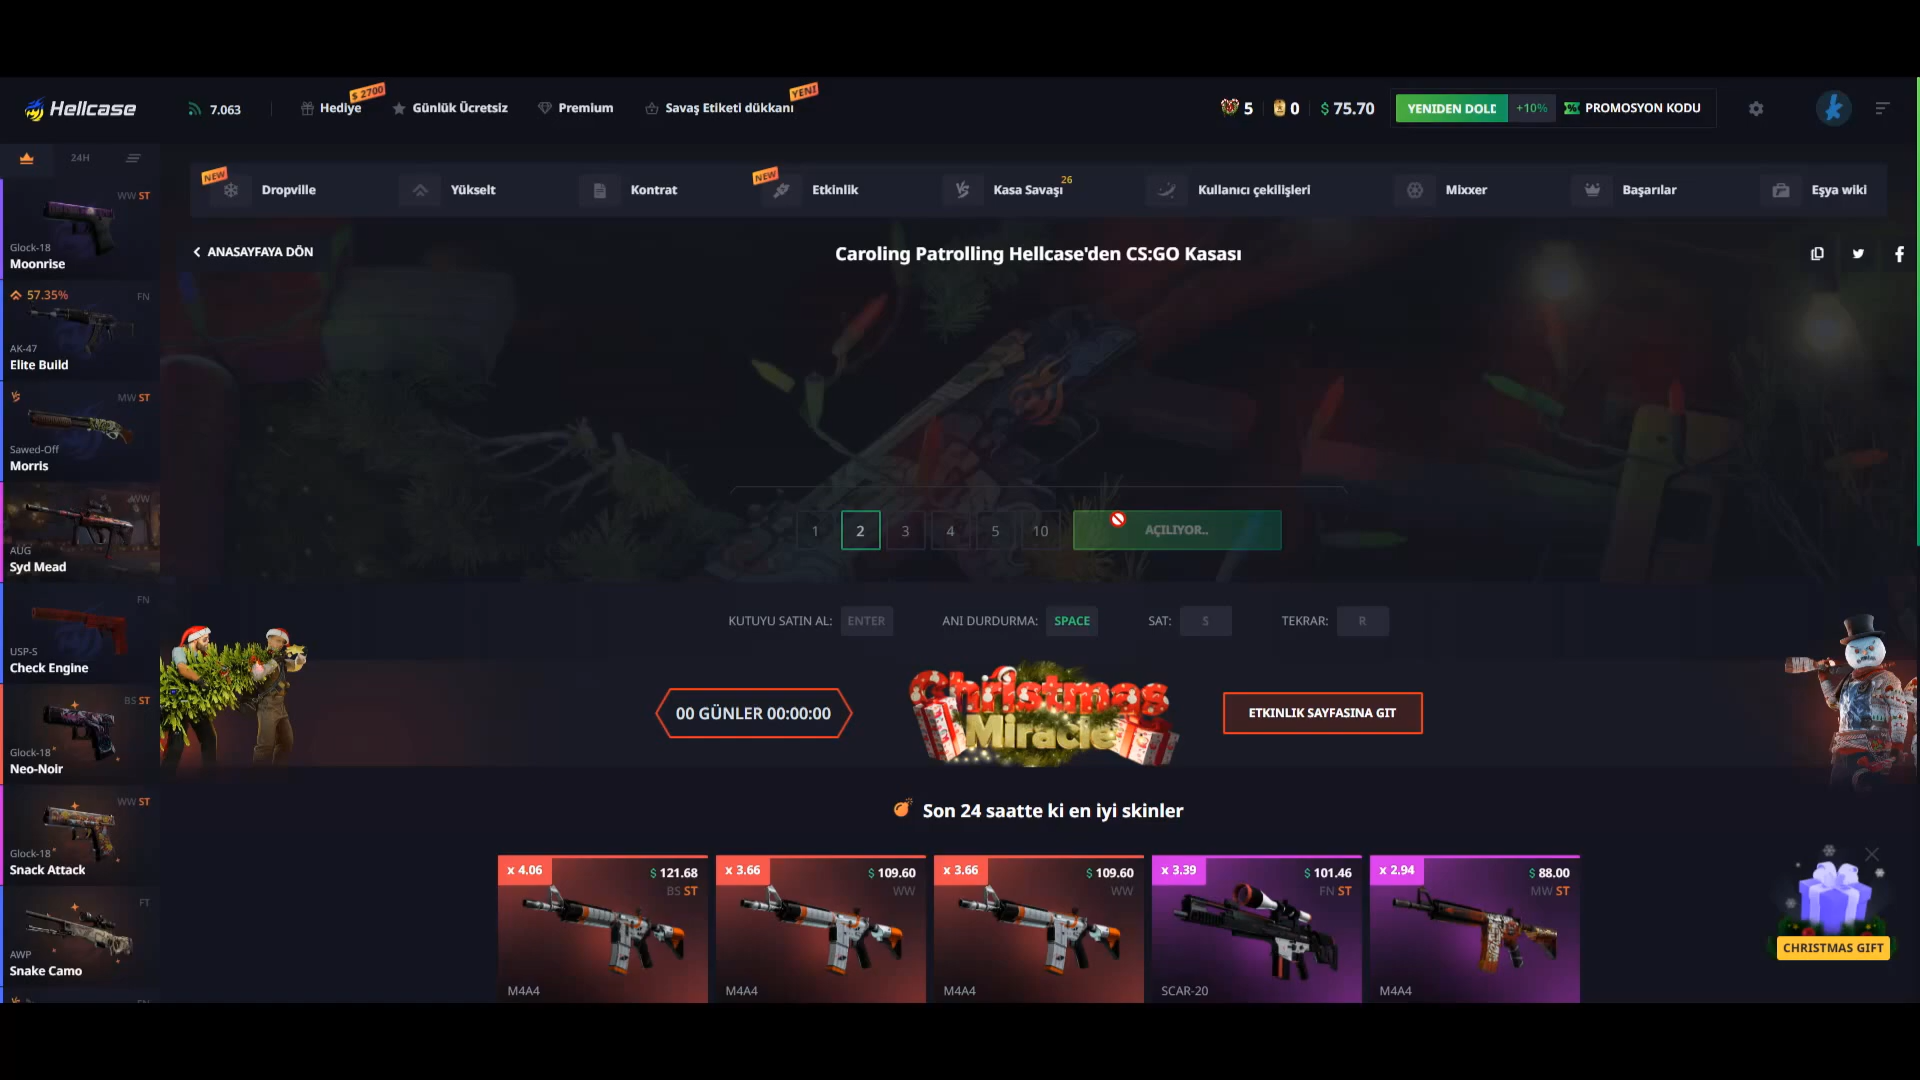 Hellcase
7.063
Hediye
$ 2700
Günlük Ücretsiz
Premium
Savaş Etiketi dükkanı
YENİ
5
0
$ 75.70
YENIDEN DOLD
+10%
PROMOSYON KODU
24H
NEW
Dropville
Yükselt
Kontrat
NEW
Etkinlik
Kasa Savaşı
26
Kullanıcı çekilişleri
Mixxer
Başarılar
Eşya wiki
ANASAYFAYA DÖN
Caroling Patrolling Hellcase'den CS:GO Kasası
WW ST
Glock-18
Moonrise
57.35%
FN
AK-47
Elite Build
MW ST
Sawed-Off
Morris
WW
AUG
Syd Mead
FN
USP-S
Check Engine
BS ST
Glock-18
Neo-Noir
WW ST
Glock-18
Snack Attack
FT
AWP
Snake Camo
1
2
3
4
5
10
AÇILIYOR..
KUTUYU SATIN AL:
ENTER
ANI DURDURMA:
SPACE
SAT:
S
TEKRAR:
R
00 GÜNLER 00:00:00
Christmas
Miracle
ETKINLIK SAYFASINA GIT
Son 24 saatte ki en iyi skinler
x 4.06
$ 121.68
BS ST
M4A4
x 3.66
$ 109.60
WW
M4A4
x 3.66
$ 109.60
WW
M4A4
x 3.39
$ 101.46
FN ST
SCAR-20
x 2.94
$ 88.00
MW ST
M4A4
CHRISTMAS GIFT